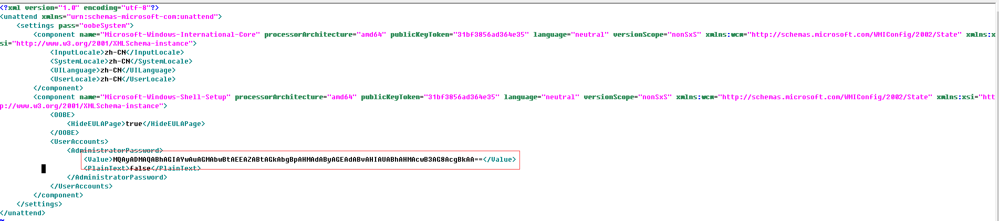 <?xml version="1.0" encoding="utf-8"?>
<unattend xmlns="urn:schemas-microsoft-com:unattend">
    <settings pass="oobeSystem">
        <component name="Microsoft-Windows-International-Core" processorArchitecture="amd64" publicKeyToken="31bf3856ad364e35" language="neutral" versionScope="nonSxS" xmlns:wcm="http://schemas.microsoft.com/WMIConfig/2002/State" xmlns:x
si="http://www.w3.org/2001/XMLSchema-instance">
            <InputLocale>zh-CN</InputLocale>
            <SystemLocale>zh-CN</SystemLocale>
            <UILanguage>zh-CN</UILanguage>
            <UserLocale>zh-CN</UserLocale>
        </component>
        <component name="Microsoft-Windows-Shell-Setup" processorArchitecture="amd64" publicKeyToken="31bf3856ad364e35" language="neutral" versionScope="nonSxS" xmlns:wcm="http://schemas.microsoft.com/WMIConfig/2002/State" xmlns:xsi="htt
p://www.w3.org/2001/XMLSchema-instance">
            <OOBE>
                <HideEULAPage>true</HideEULAPage>
            </OOBE>
            <UserAccounts>
                <AdministratorPassword>
                    <Value>MQAyADMAQABhAGIAYwAuAGMAbwBtAEEAZABtAGkAbgBpAHMAdAByAGEAdABvAHIAUABhAHMAcwB3AG8AcgBkAA==</Value>
                    <PlainText>false</PlainText>
                </AdministratorPassword>
            </UserAccounts>
        </component>
    </settings>
</unattend>
~